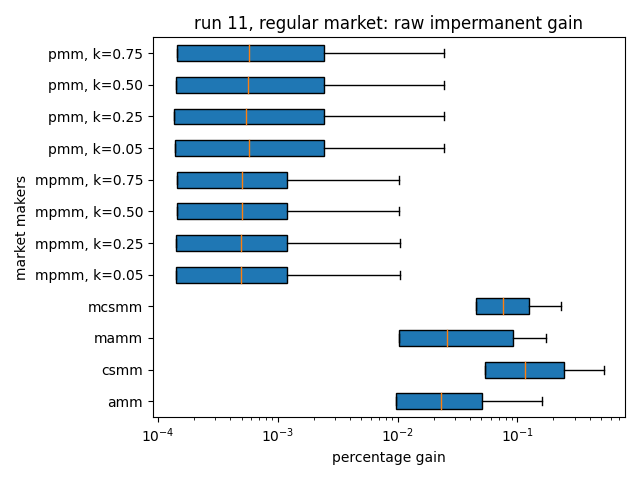 run 11, regular market: raw impermanent gain
pmm, k=0.75
pmm, k=0.50
pmm, k=0.25
pmm, k=0.05
mpmm, k=0.75
mpmm, k=0.50
mpmm, k=0.25
mpmm, k=0.05
mcsmm
mamm
csmm
amm
market makers
10⁻⁴ 10⁻³ 10⁻² 10⁻¹
percentage gain